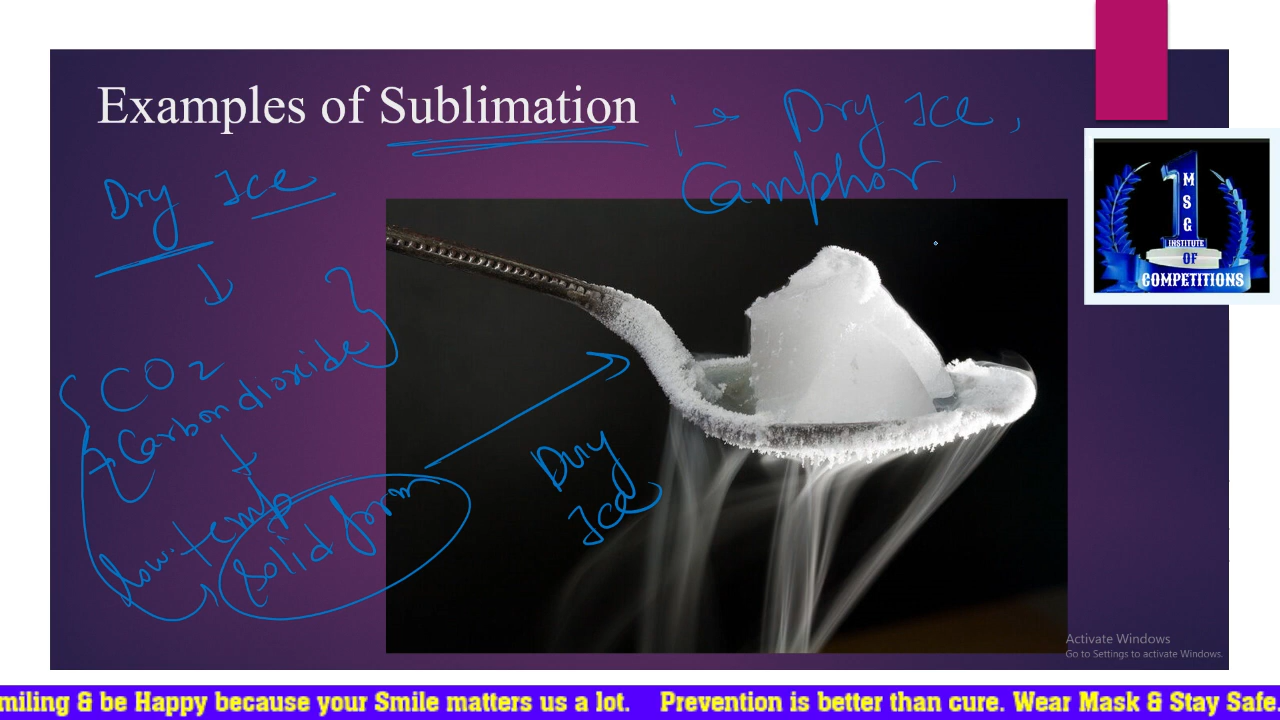 Examples of Sublimation :→ Dry Ice,
Camphor,
Dry Ice
CO2
Carbondioxide
low temp
solid form
Dry
Ice
1
MSG
INSTITUTE
OF
COMPETITIONS
Activate Windows
Go to Settings to activate Windows.
miling & be Happy because your Smile matters us a lot. Prevention is better than cure. Wear Mask & Stay Safe.